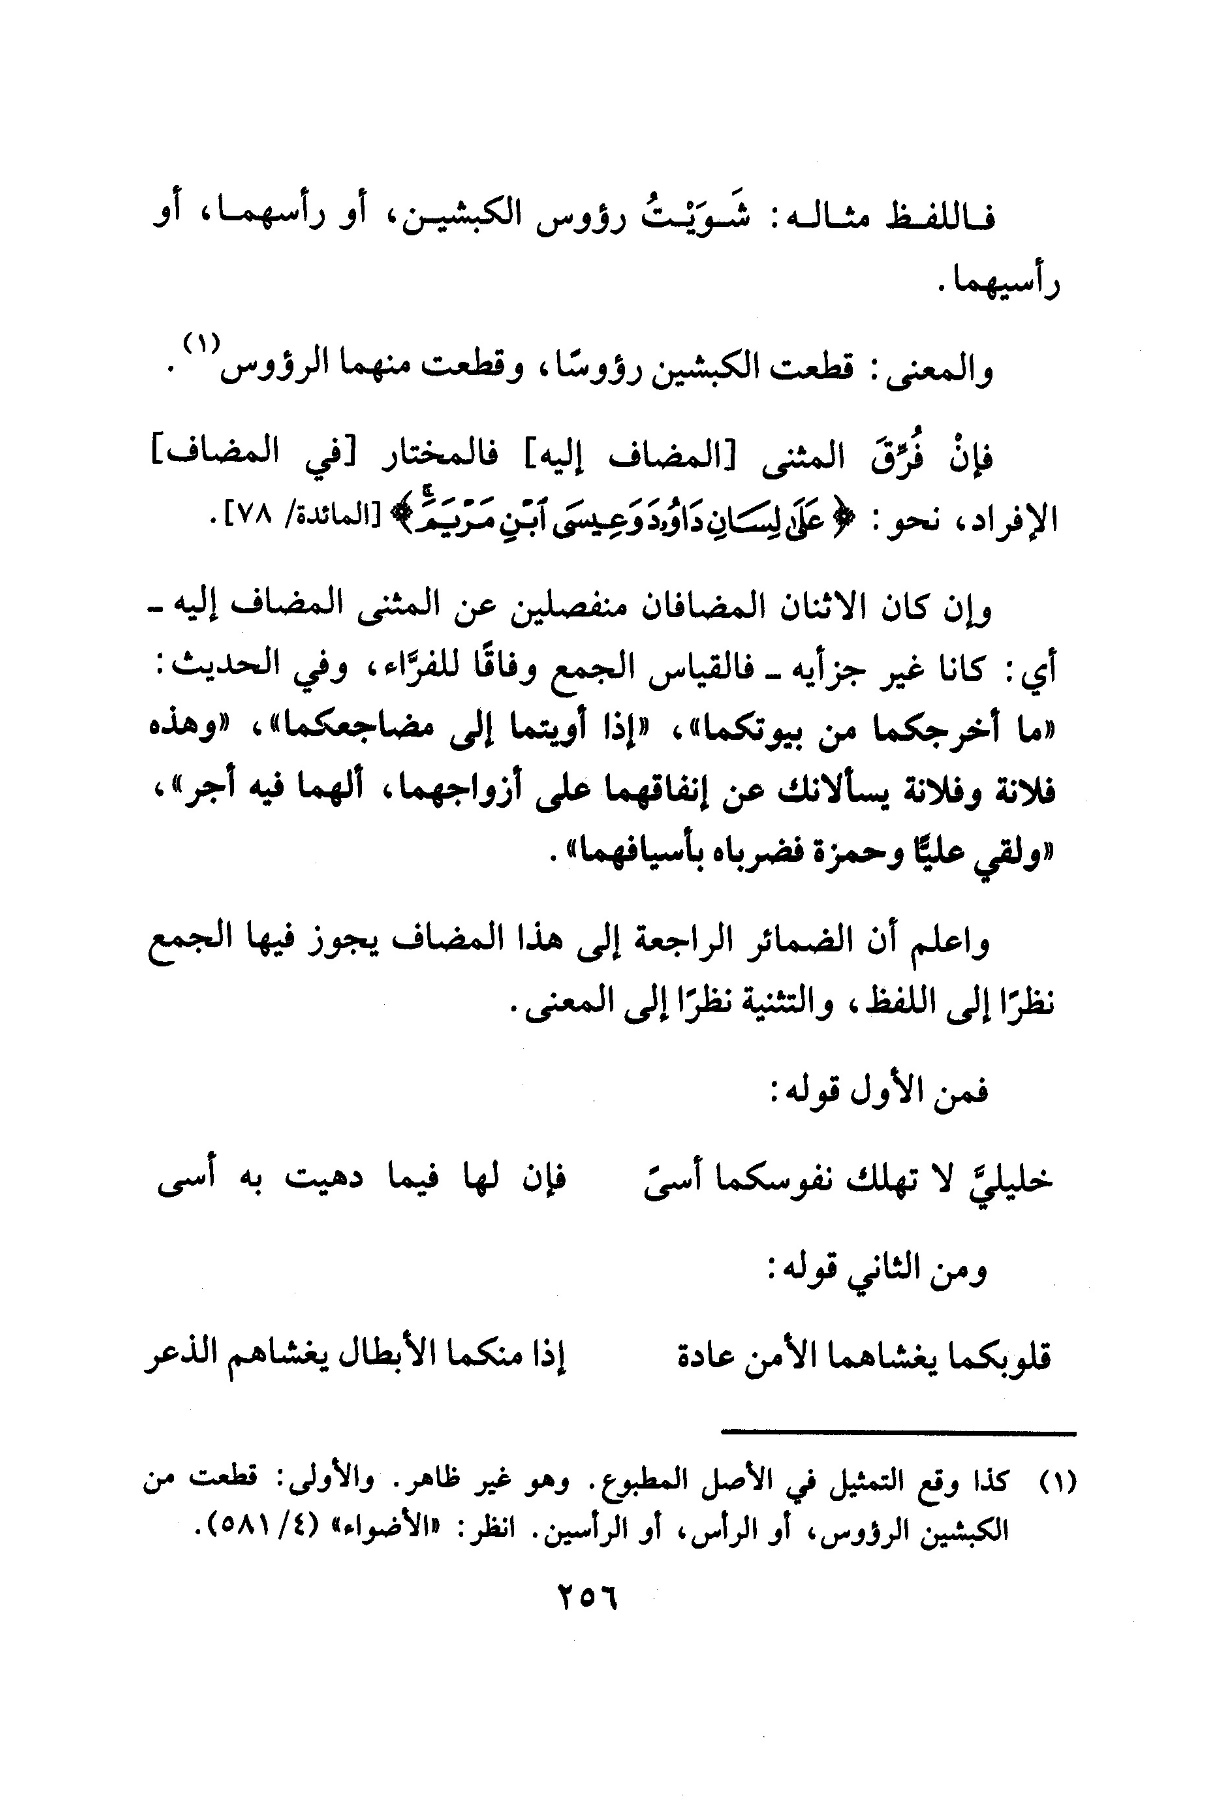 فاللفظ مثاله: شَوَيْتُ رؤوس الكبشين، أو رأسهما، أو
رأسيهما.
والمعنى: قطعت الكبشين رؤوسًا، وقطعت منهما الرؤوس(١).
فإنْ فُرِّقَ المثنى [المضاف إليه] فالمختار [في المضاف]
الإفراد، نحو: ﴿عَلَىٰ لِسَانِ دَاوُۥدَ وَعِيسَى ٱبْنِ مَرْيَمَۚ﴾ [المائدة/ ٧٨].
وإن كان الاثنان المضافان منفصلين عن المثنى المضاف إليه ـ
أي: كانا غير جزأيه ـ فالقياس الجمع وفاقًا للفرَّاء، وفي الحديث:
«ما أخرجكما من بيوتكما»، «إذا أويتما إلى مضاجعكما»، «وهذه
فلانة وفلانة يسألانك عن إنفاقهما على أزواجهما، ألهما فيه أجر»،
«ولقي عليًّا وحمزة فضرباه بأسيافهما».
واعلم أن الضمائر الراجعة إلى هذا المضاف يجوز فيها الجمع
نظرًا إلى اللفظ، والتثنية نظرًا إلى المعنى.
فمن الأول قوله:
خليليَّ لا تهلك نفوسكما أسىً فإن لها فيما دهيت به أسى
ومن الثاني قوله:
قلوبكما يغشاهما الأمن عادة إذا منكما الأبطال يغشاهم الذعر
(١) كذا وقع التمثيل في الأصل المطبوع. وهو غير ظاهر. والأولى: قطعت من
الكبشين الرؤوس، أو الرأس، أو الرأسين. انظر: «الأضواء» (٤/ ٥٨١).
٢٥٦